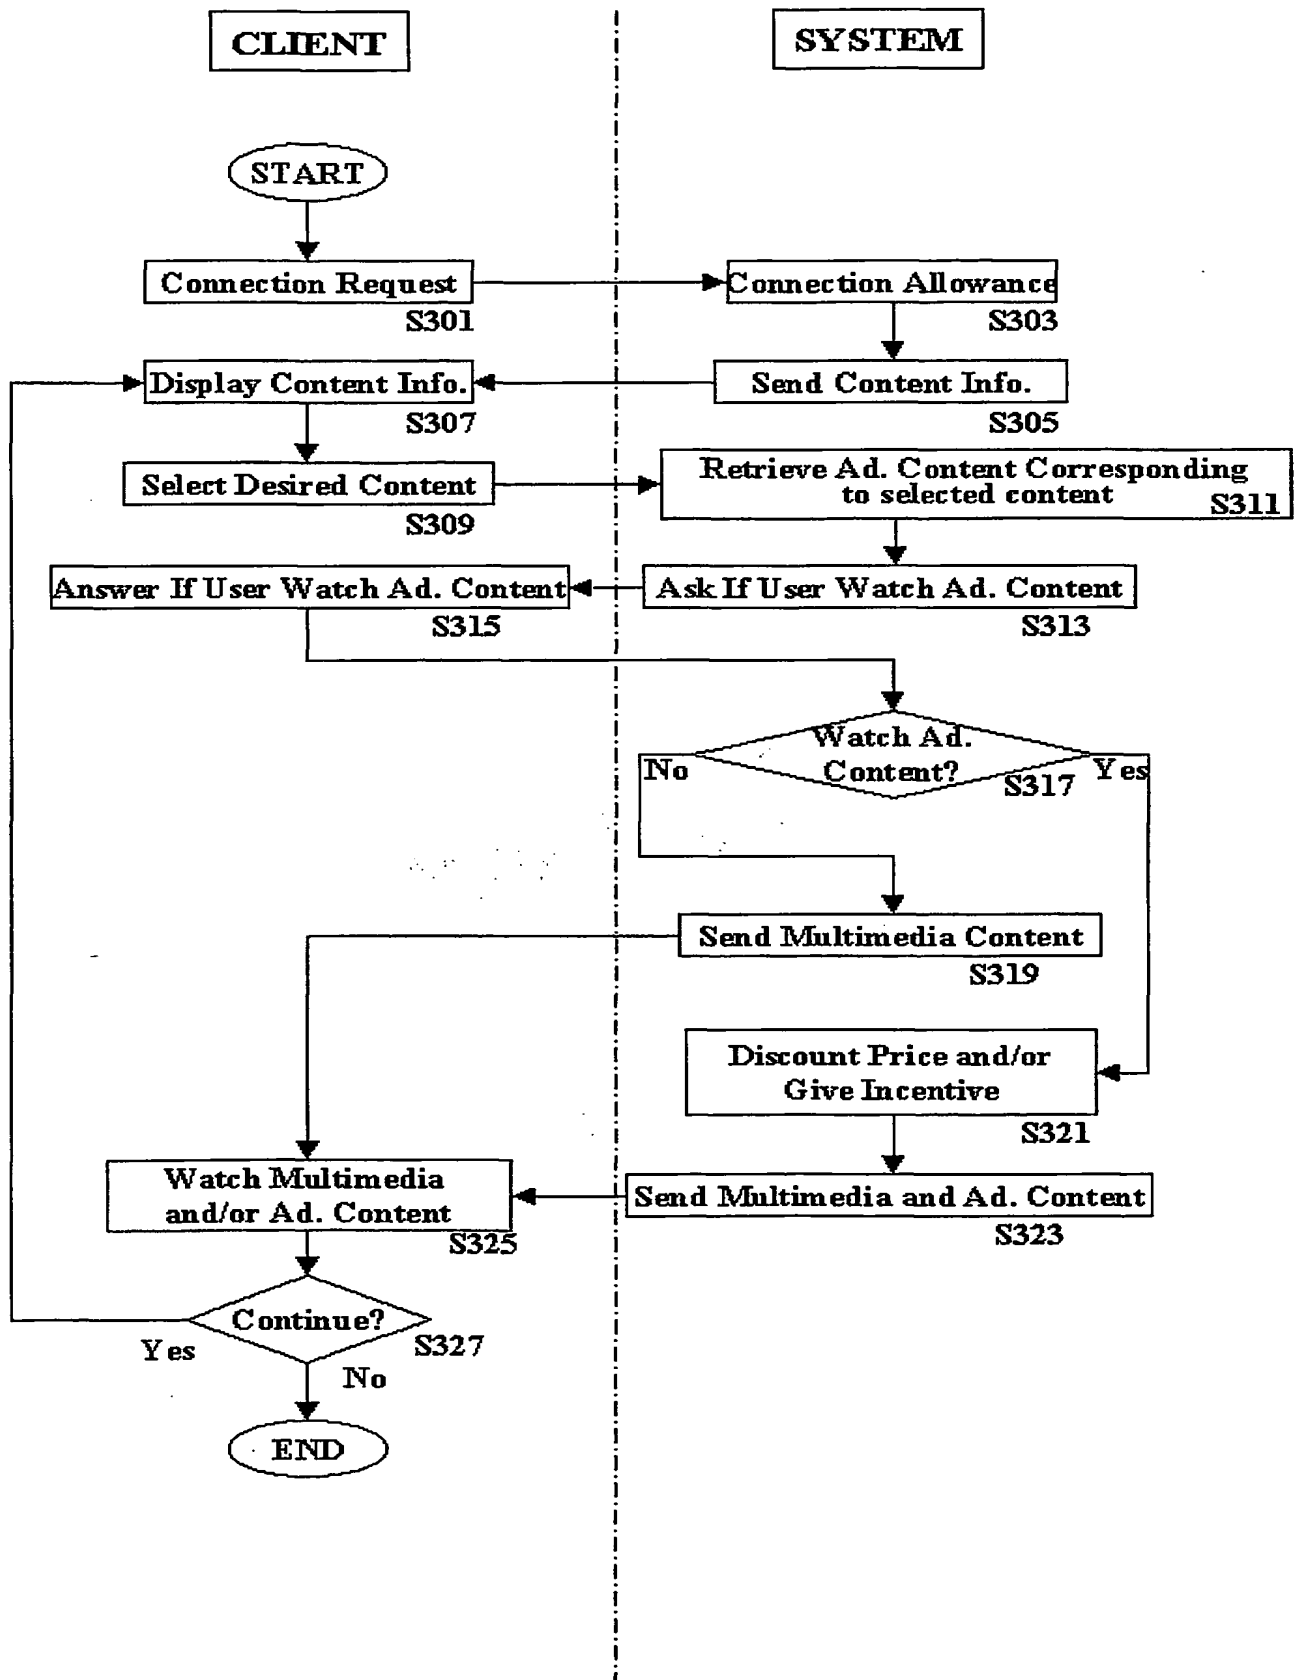 CLIENT
SYSTEM
START
Connection Request
S301
Connection Allowance
S303
Display Content Info.
S307
Send Content Info.
S305
Select Desired Content
S309
Retrieve Ad. Content Corresponding
to selected content
S311
Answer If User Watch Ad. Content
S315
Ask If User Watch Ad. Content
S313
Watch Ad.
Content?
S317
No
Yes
Send Multimedia Content
S319
Discount Price and/or
Give Incentive
S321
Watch Multimedia
and/or Ad. Content
S325
Send Multimedia and Ad. Content
S323
Continue?
S327
Yes
No
END